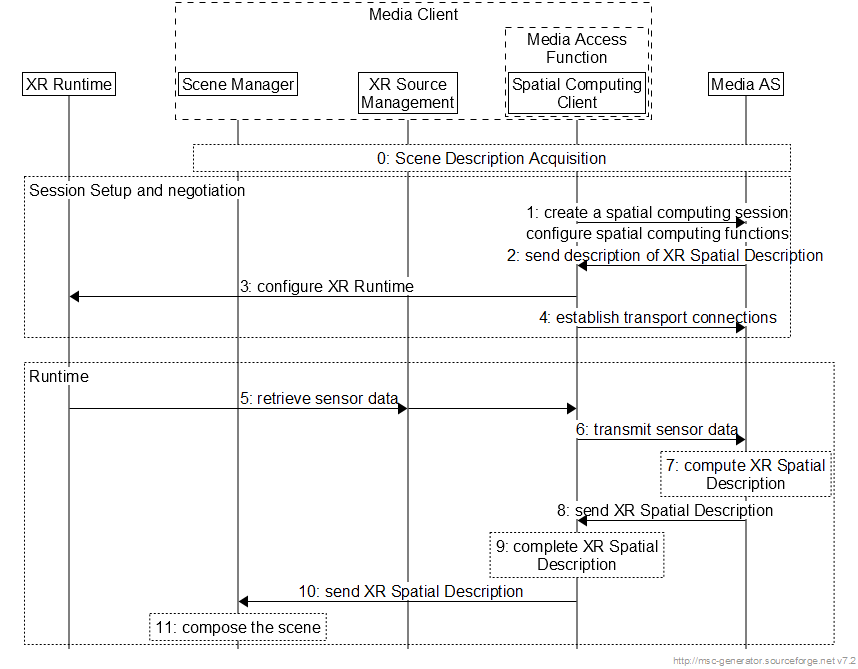 Media Client
Media Access
Function
XR Runtime
Scene Manager
XR Source
Management
Spatial Computing
Client
Media AS
0: Scene Description Acquisition
Session Setup and negotiation
1: create a spatial computing session
configure spatial computing functions
2: send description of XR Spatial Description
3: configure XR Runtime
4: establish transport connections
Runtime
5: retrieve sensor data
6: transmit sensor data
7: compute XR Spatial
Description
8: send XR Spatial Description
9: complete XR Spatial
Description
10: send XR Spatial Description
11: compose the scene
http://msc-generator.sourceforge.net v7.2